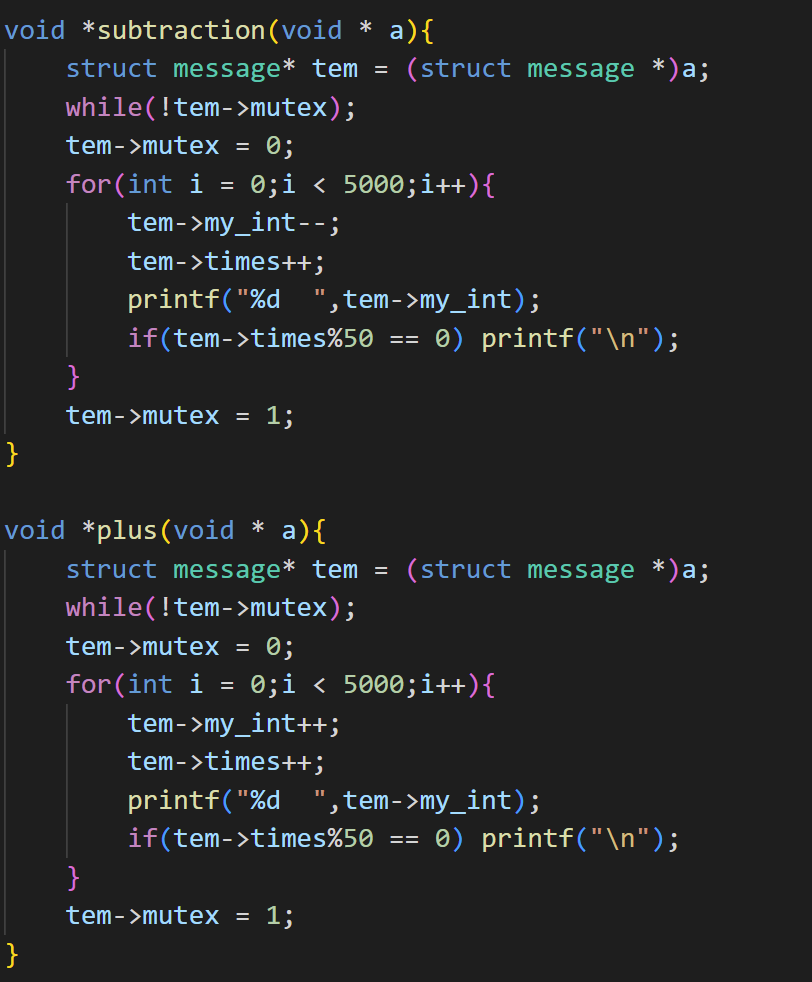 void *subtraction(void * a){
    struct message* tem = (struct message *)a;
    while(!tem->mutex);
    tem->mutex = 0;
    for(int i = 0;i < 5000;i++){
        tem->my_int--;
        tem->times++;
        printf("%d  ",tem->my_int);
        if(tem->times%50 == 0) printf("\n");
    }
    tem->mutex = 1;
}

void *plus(void * a){
    struct message* tem = (struct message *)a;
    while(!tem->mutex);
    tem->mutex = 0;
    for(int i = 0;i < 5000;i++){
        tem->my_int++;
        tem->times++;
        printf("%d  ",tem->my_int);
        if(tem->times%50 == 0) printf("\n");
    }
    tem->mutex = 1;
}